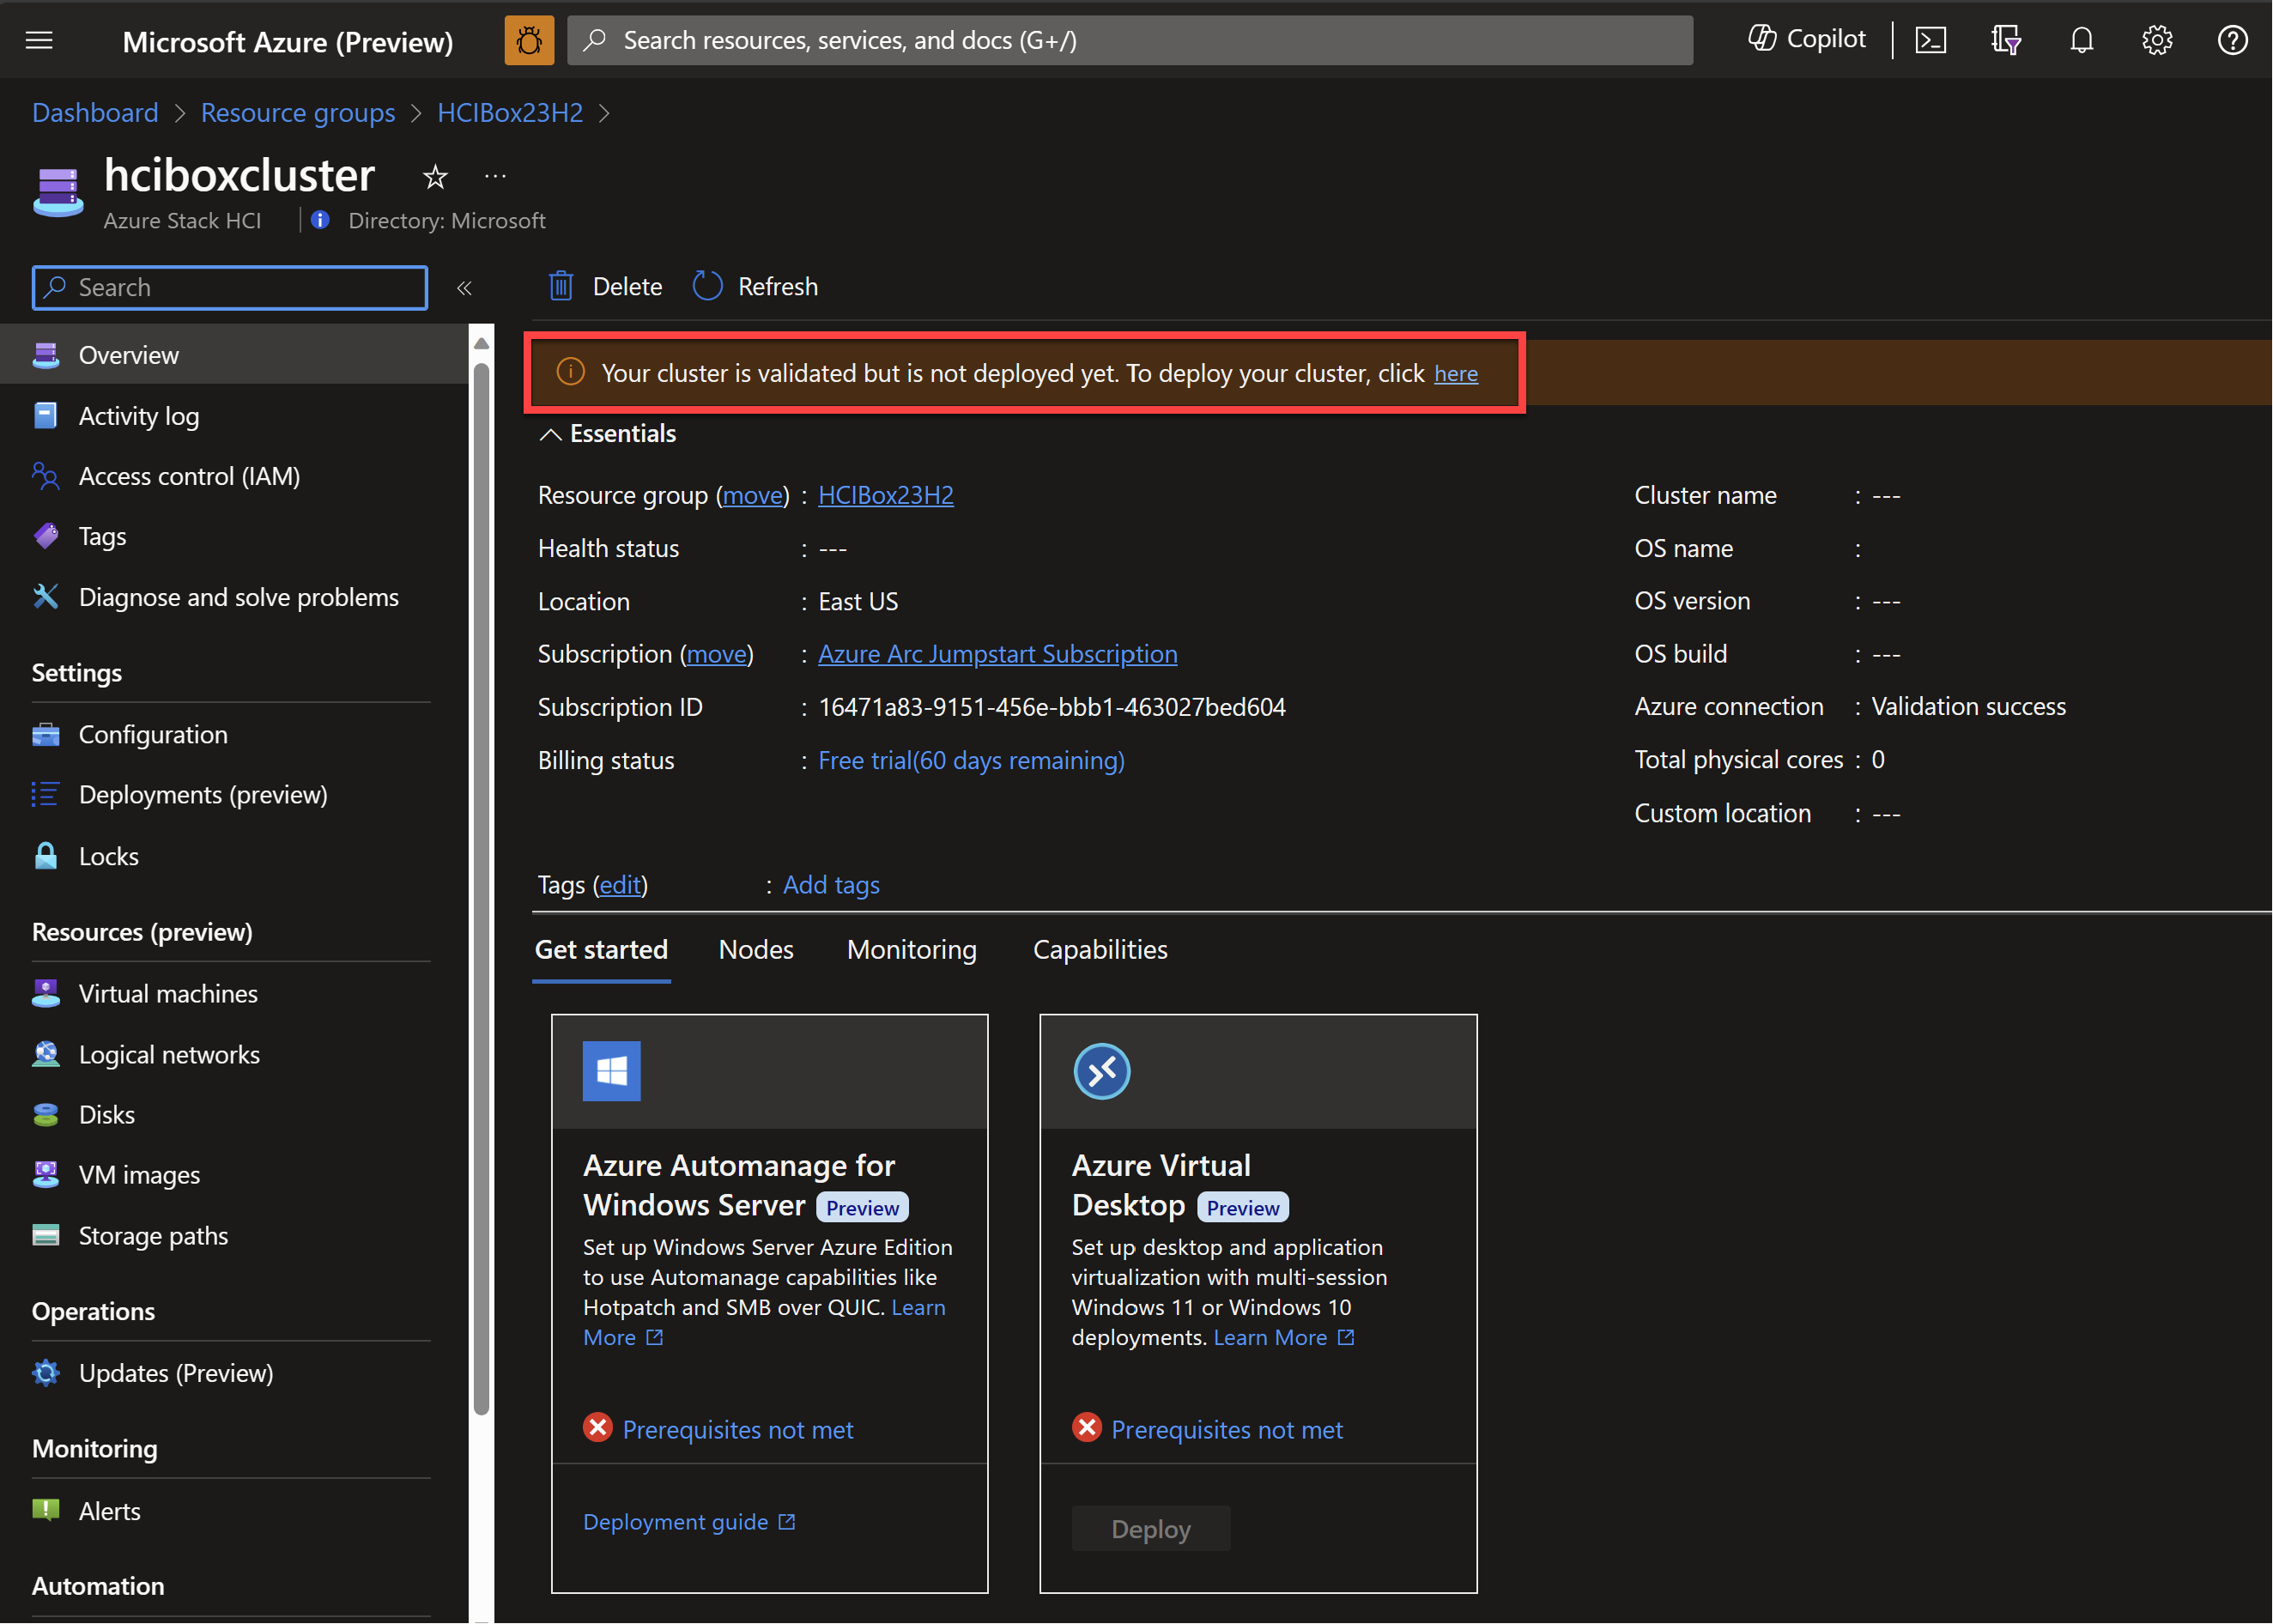 Microsoft Azure (Preview)
Search resources, services, and docs (G+/)
Copilot
Dashboard > Resource groups > HCIBox23H2 >
hciboxcluster
Azure Stack HCI | Directory: Microsoft
Search
Overview
Activity log
Access control (IAM)
Tags
Diagnose and solve problems
Settings
Configuration
Deployments (preview)
Locks
Resources (preview)
Virtual machines
Logical networks
Disks
VM images
Storage paths
Operations
Updates (Preview)
Monitoring
Alerts
Automation
Delete
Refresh
Your cluster is validated but is not deployed yet. To deploy your cluster, click here
Essentials
Resource group (move) : HCIBox23H2
Health status : ---
Location : East US
Subscription (move) : Azure Arc Jumpstart Subscription
Subscription ID : 16471a83-9151-456e-bbb1-463027bed604
Billing status : Free trial(60 days remaining)
Cluster name : ---
OS name :
OS version : ---
OS build : ---
Azure connection : Validation success
Total physical cores : 0
Custom location : ---
Tags (edit) : Add tags
Get started
Nodes
Monitoring
Capabilities
Azure Automanage for
Windows Server Preview
Set up Windows Server Azure Edition
to use Automanage capabilities like
Hotpatch and SMB over QUIC. Learn
More
Prerequisites not met
Deployment guide
Azure Virtual
Desktop Preview
Set up desktop and application
virtualization with multi-session
Windows 11 or Windows 10
deployments. Learn More
Prerequisites not met
Deploy